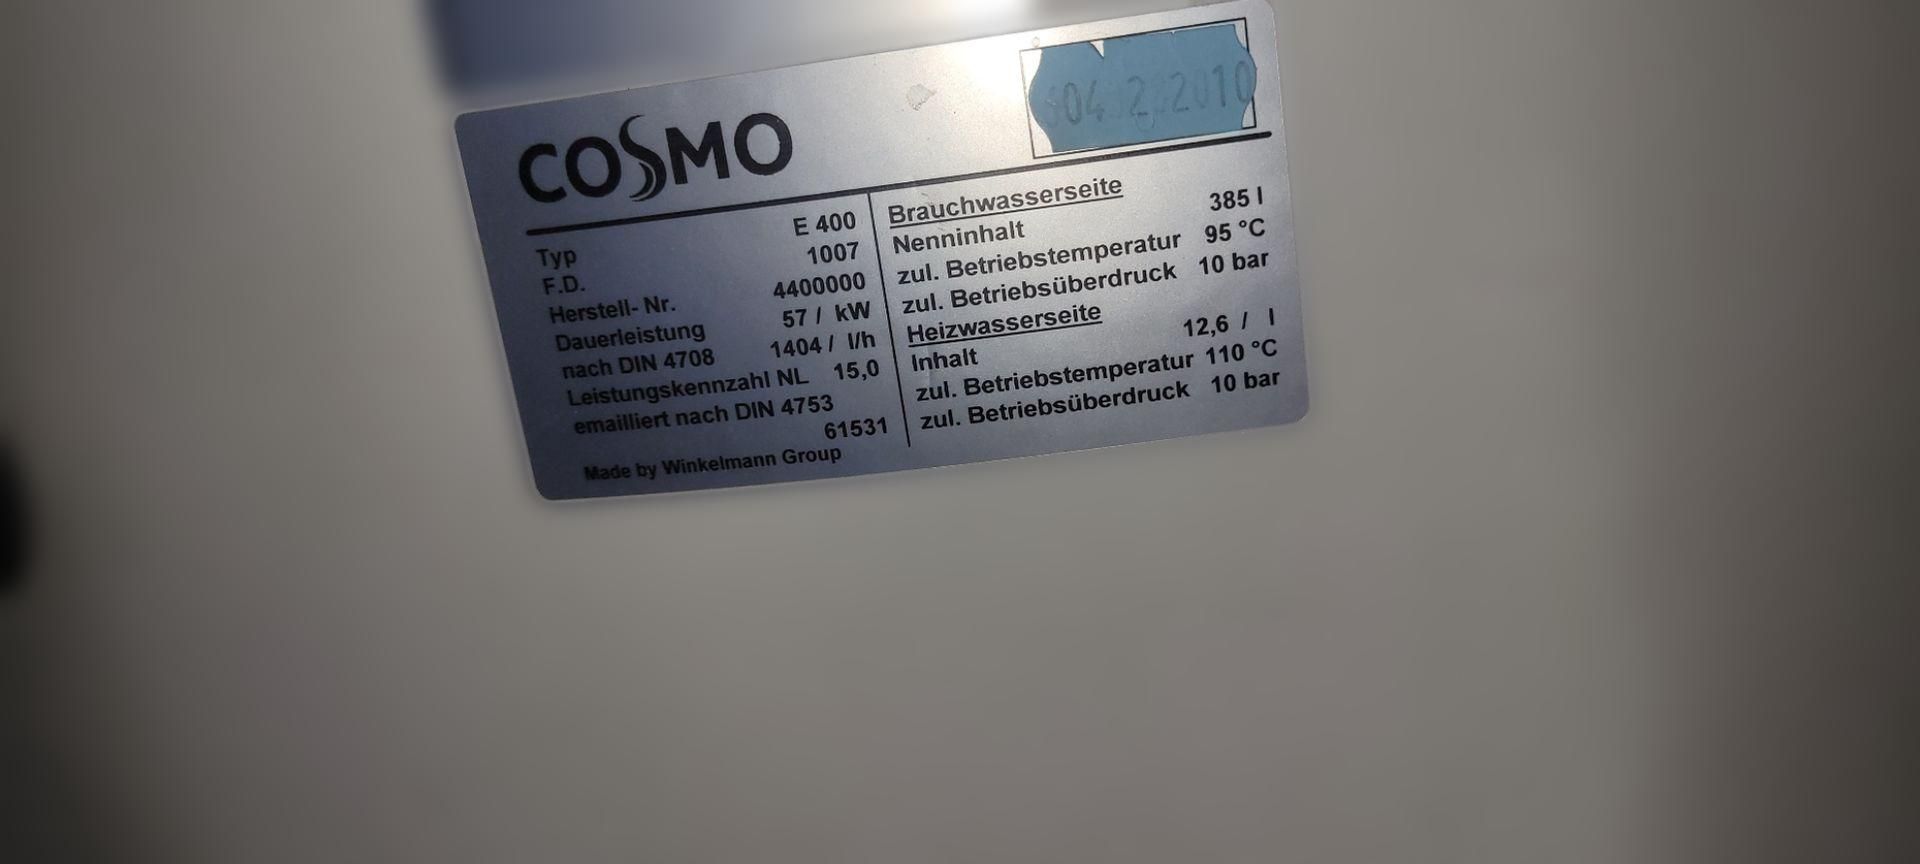 COSMO
Typ E 400
F.D. 1007
Herstell- Nr. 4400000
Dauerleistung 57 / kW
nach DIN 4708 1404 / l/h
Leistungskennzahl NL 15,0
emailliert nach DIN 4753
61531
Made by Winkelmann Group
2010
Brauchwasserseite
Nenninhalt 385 l
zul. Betriebstemperatur 95 °C
zul. Betriebsüberdruck 10 bar
Heizwasserseite
Inhalt 12,6 / l
zul. Betriebstemperatur 110 °C
zul. Betriebsüberdruck 10 bar